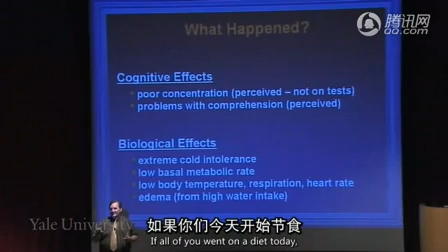 腾讯网
QQ.com
What Happened?
Cognitive Effects
poor concentration (perceived – not on tests)
problems with comprehension (perceived)
Biological Effects
extreme cold intolerance
low basal metabolic rate
low body temperature, respiration, heart rate
edema (from high water intake)
Yale University
如果你们今天开始节食
If all of you went on a diet today,